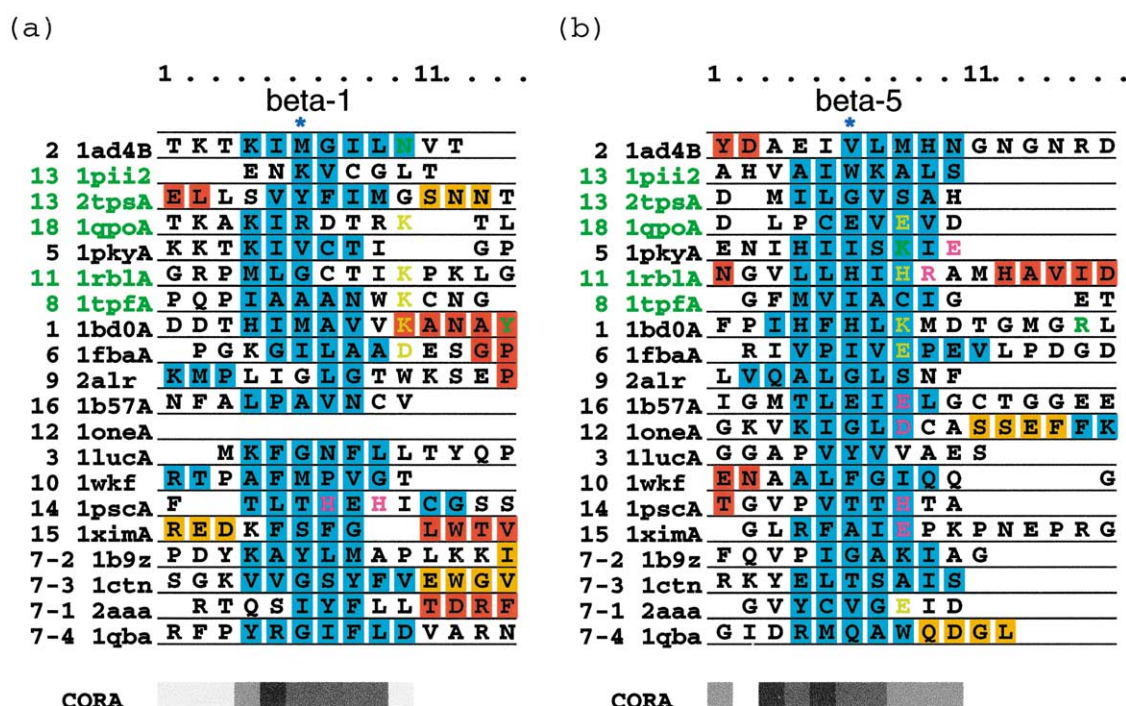 (a) (b)
1 . . . . . . . . . 11 . . . . 1 . . . . . . . . . 11 . . . . . .
beta-1 beta-5
* *
2 1ad4B T K T K I M G I L N V T 2 1ad4B Y D A E I V L M H N G N G N R D
13 1pii2 E N K V C G L T 13 1pii2 A H V A I W K A L S
13 2tpsA E L L S V Y F I M G S N N T 13 2tpsA D M I L G V S A H
18 1qpoA T K A K I R D T R K T L 18 1qpoA D L P C E V E V D
5 1pkyA K K T K I V C T I G P 5 1pkyA E N I H I I S K I E
11 1rblA G R P M L G C T I K P K L G 11 1rblA N G V L L H I H R A M H A V I D
8 1tpfA P Q P I A A A N W K C N G 8 1tpfA G F M V I A C I G E T
1 1bd0A D D T H I M A V V K A N A Y 1 1bd0A F P I H F H L K M D T G M G R L
6 1fbaA P G K G I L A A D E S G P 6 1fbaA R I V P I V E P E V L P D G D
9 2alr K M P L I G L G T W K S E P 9 2alr L V Q A L G L S N F
16 1b57A N F A L P A V N C V 16 1b57A I G M T L E I E L G C T G G E E
12 1oneA 12 1oneA G K V K I G L D C A S S E F F K
3 1lucA M K F G N F L L T Y Q P 3 1lucA G G A P V Y V V A E S
10 1wkf R T P A F M P V G T 10 1wkf E N A A L F G I Q Q G
14 1pscA F T L T H E H I C G S S 14 1pscA T G V P V T T H T A
15 1ximA R E D K F S F G L W T V 15 1ximA G L R F A I E P K P N E P R G
7-2 1b9z P D Y K A Y L M A P L K K I 7-2 1b9z F Q V P I G A K I A G
7-3 1ctn S G K V V G S Y F V E W G V 7-3 1ctn R K Y E L T S A I S
7-1 2aaa R T Q S I Y F L L T D R F 7-1 2aaa G V Y C V G E I D
7-4 1qba R F P Y R G I F L D V A R N 7-4 1qba G I D R M Q A W Q D G L
CORA CORA